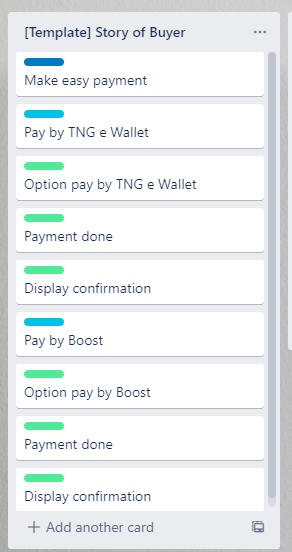 [Template] Story of Buyer
Make easy payment
Pay by TNG e Wallet
Option pay by TNG e Wallet
Payment done
Display confirmation
Pay by Boost
Option pay by Boost
Payment done
Display confirmation
+ Add another card